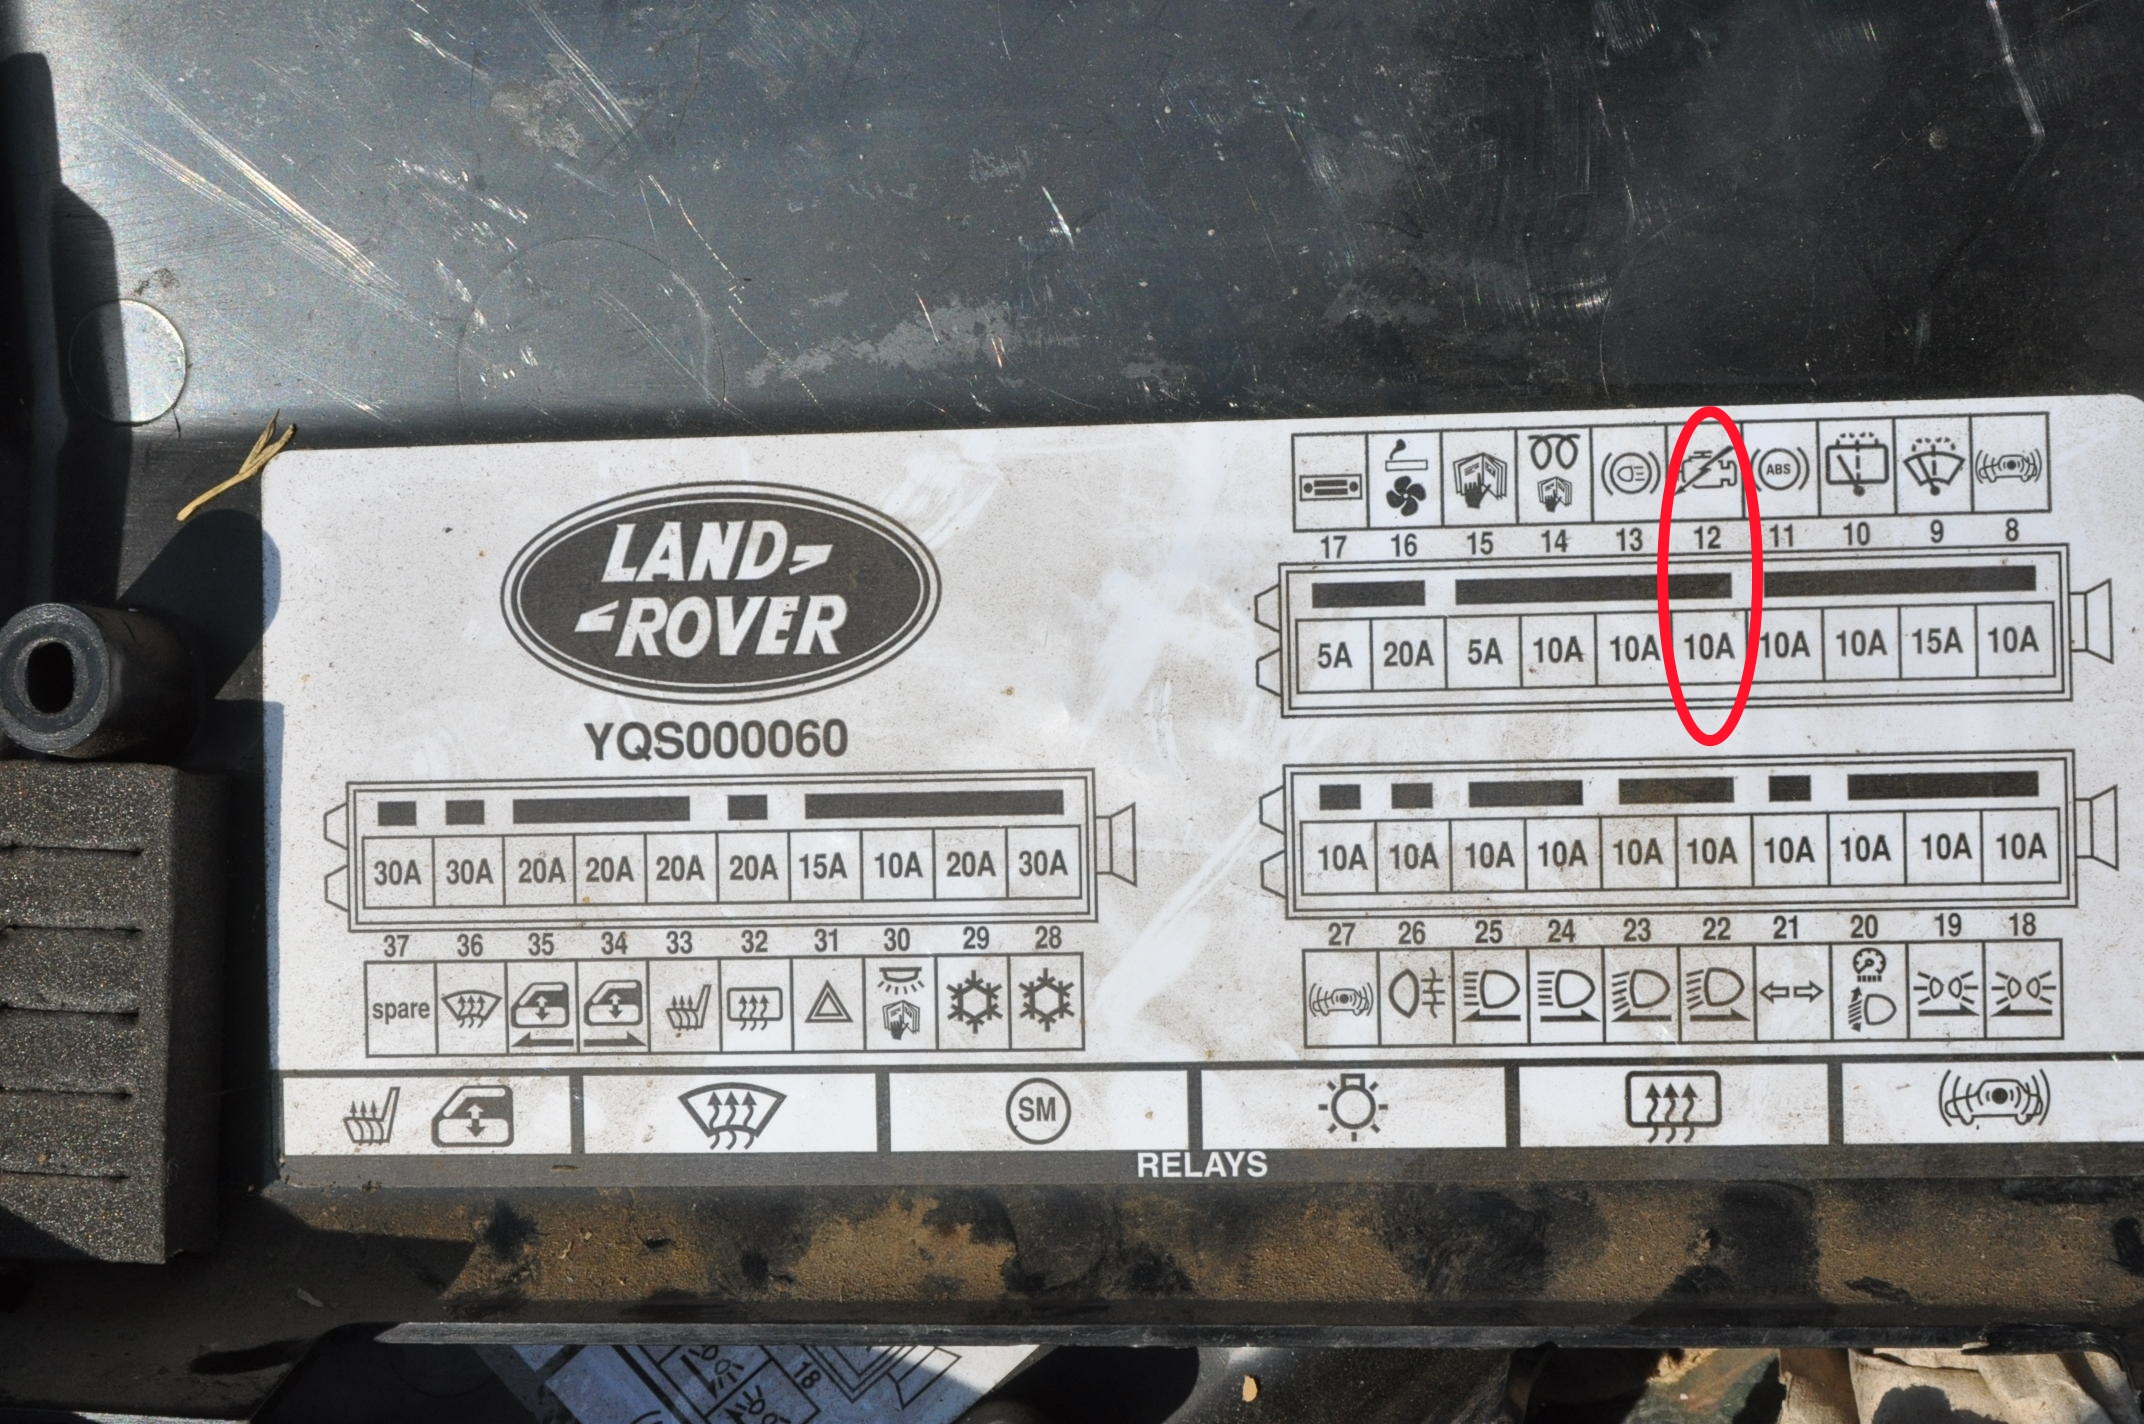 LAND-
ROVER
YQS000060
ABS
17 16 15 14 13 12 11 10 9 8
5A 20A 5A 10A 10A 10A 10A 10A 15A 10A
30A 30A 20A 20A 20A 20A 15A 10A 20A 30A
37 36 35 34 33 32 31 30 29 28
spare
10A 10A 10A 10A 10A 10A 10A 10A 10A 10A
27 26 25 24 23 22 21 20 19 18
SM
RELAYS
18